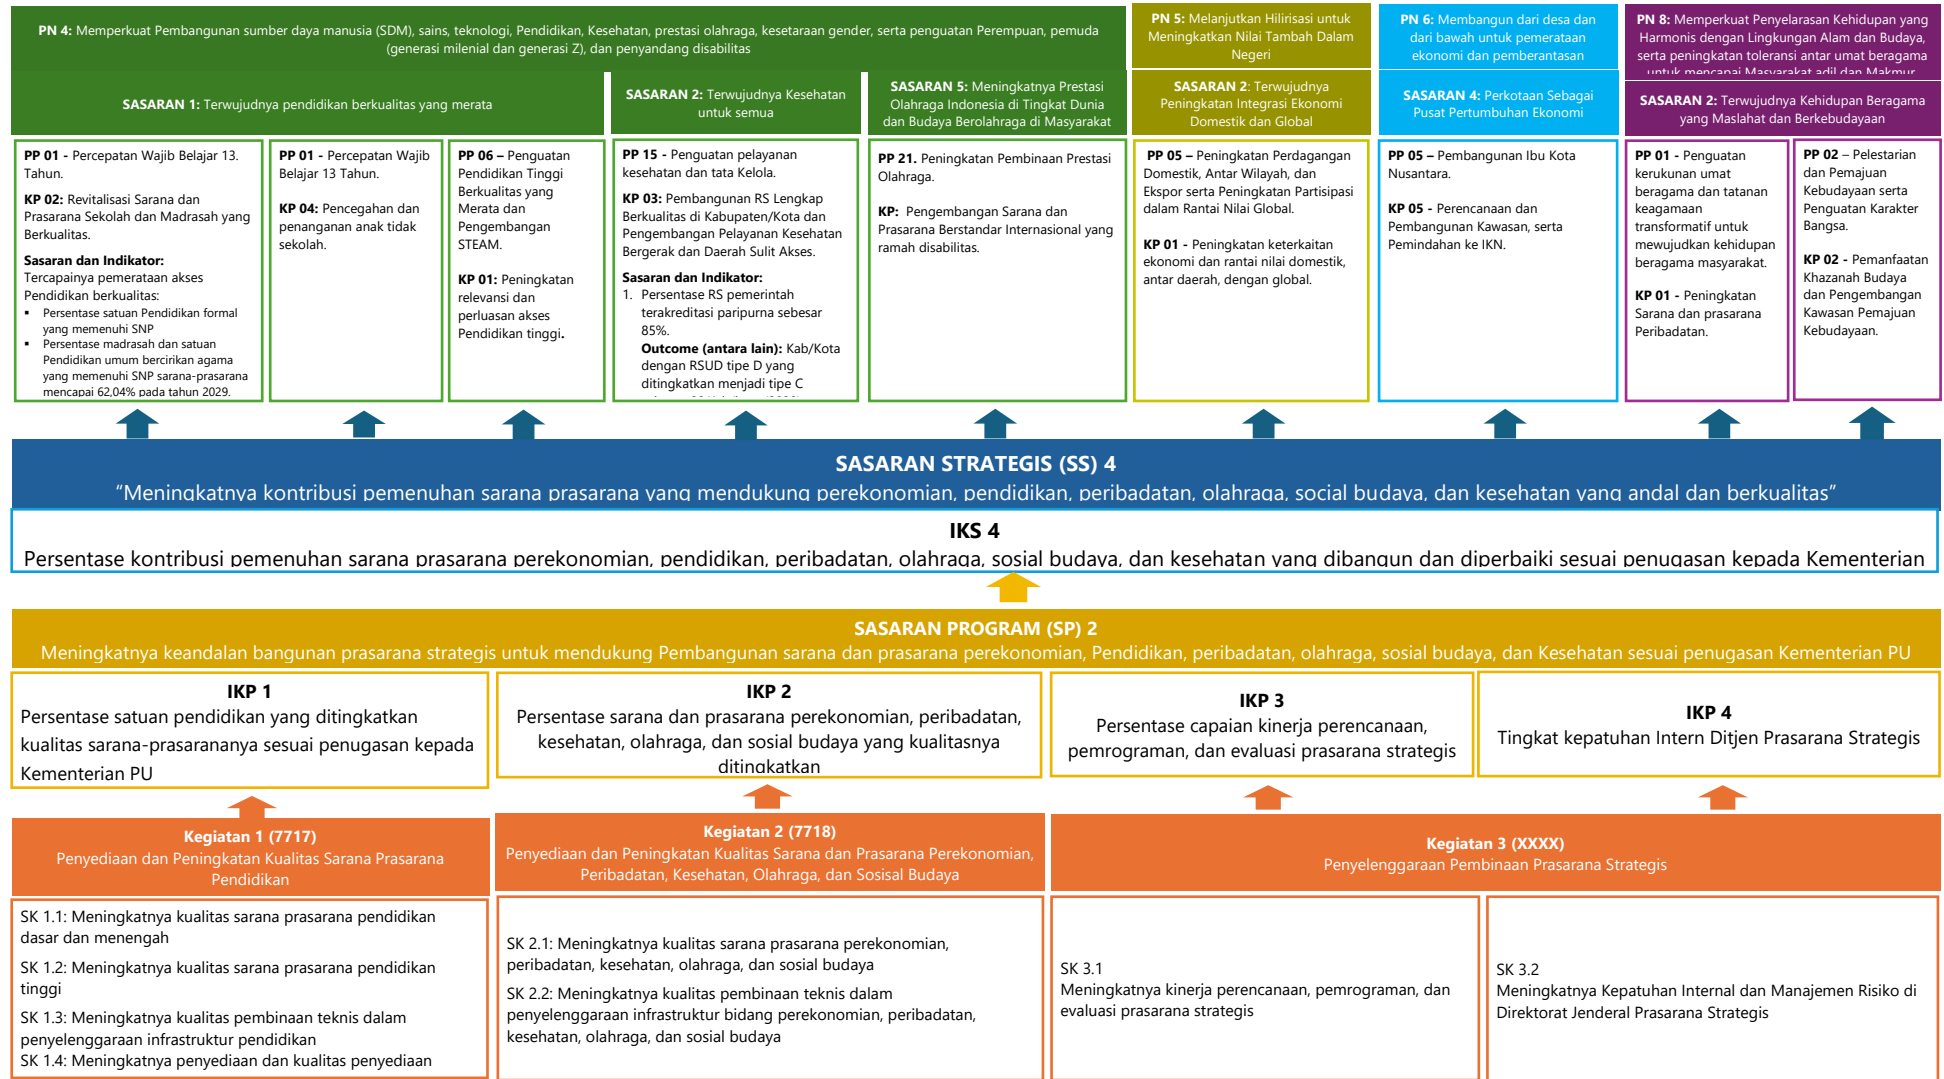 PN 4: Memperkuat Pembangunan sumber daya manusia (SDM), sains, teknologi, Pendidikan, Kesehatan, prestasi olahraga, kesetaraan gender, serta penguatan Perempuan, pemuda
(generasi milenial dan generasi Z), dan penyandang disabilitas
PN 5: Melanjutkan Hilirisasi untuk
Meningkatkan Nilai Tambah Dalam
Negeri
PN 6: Membangun dari desa dan
dari bawah untuk pemerataan
ekonomi dan pemberantasan
PN 8: Memperkuat Penyelarasan Kehidupan yang
Harmonis dengan Lingkungan Alam dan Budaya,
serta peningkatan toleransi antar umat beragama
untuk mencapai Masyarakat adil dan Makmur
SASARAN 1: Terwujudnya pendidikan berkualitas yang merata
SASARAN 2: Terwujudnya Kesehatan
untuk semua
SASARAN 5: Meningkatnya Prestasi
Olahraga Indonesia di Tingkat Dunia
dan Budaya Berolahraga di Masyarakat
SASARAN 2: Terwujudnya
Peningkatan Integrasi Ekonomi
Domestik dan Global
SASARAN 4: Perkotaan Sebagai
Pusat Pertumbuhan Ekonomi
SASARAN 2: Terwujudnya Kehidupan Beragama
yang Maslahat dan Berkebudayaan
PP 01 - Percepatan Wajib Belajar 13.
Tahun.
KP 02: Revitalisasi Sarana dan
Prasarana Sekolah dan Madrasah yang
Berkualitas.
Sasaran dan Indikator:
Tercapainya pemerataan akses
Pendidikan berkualitas:
▪ Persentase satuan Pendidikan formal
yang memenuhi SNP
▪ Persentase madrasah dan satuan
Pendidikan umum bercirikan agama
yang memenuhi SNP sarana-prasarana
mencapai 62,04% pada tahun 2029.
PP 01 - Percepatan Wajib
Belajar 13 Tahun.
KP 04: Pencegahan dan
penanganan anak tidak
sekolah.
PP 06 – Penguatan
Pendidikan Tinggi
Berkualitas yang
Merata dan
Pengembangan
STEAM.
KP 01: Peningkatan
relevansi dan
perluasan akses
Pendidikan tinggi.
PP 15 - Penguatan pelayanan
kesehatan dan tata Kelola.
KP 03: Pembangunan RS Lengkap
Berkualitas di Kabupaten/Kota dan
Pengembangan Pelayanan Kesehatan
Bergerak dan Daerah Sulit Akses.
Sasaran dan Indikator:
1. Persentase RS pemerintah
terakreditasi paripurna sebesar
85%.
Outcome (antara lain): Kab/Kota
dengan RSUD tipe D yang
ditingkatkan menjadi tipe C
PP 21. Peningkatan Pembinaan Prestasi
Olahraga.
KP: Pengembangan Sarana dan
Prasarana Berstandar Internasional yang
ramah disabilitas.
PP 05 – Peningkatan Perdagangan
Domestik, Antar Wilayah, dan
Ekspor serta Peningkatan Partisipasi
dalam Rantai Nilai Global.
KP 01 - Peningkatan keterkaitan
ekonomi dan rantai nilai domestik,
antar daerah, dengan global.
PP 05 – Pembangunan Ibu Kota
Nusantara.
KP 05 - Perencanaan dan
Pembangunan Kawasan, serta
Pemindahan ke IKN.
PP 01 - Penguatan
kerukunan umat
beragama dan tatanan
keagamaan
transformatif untuk
mewujudkan kehidupan
beragama masyarakat.
KP 01 - Peningkatan
Sarana dan prasarana
Peribadatan.
PP 02 – Pelestarian
dan Pemajuan
Kebudayaan serta
Penguatan Karakter
Bangsa.
KP 02 - Pemanfaatan
Khazanah Budaya
dan Pengembangan
Kawasan Pemajuan
Kebudayaan.
SASARAN STRATEGIS (SS) 4
“Meningkatnya kontribusi pemenuhan sarana prasarana yang mendukung perekonomian, pendidikan, peribadatan, olahraga, social budaya, dan kesehatan yang andal dan berkualitas”
IKS 4
Persentase kontribusi pemenuhan sarana prasarana perekonomian, pendidikan, peribadatan, olahraga, sosial budaya, dan kesehatan yang dibangun dan diperbaiki sesuai penugasan kepada Kementerian
SASARAN PROGRAM (SP) 2
Meningkatnya keandalan bangunan prasarana strategis untuk mendukung Pembangunan sarana dan prasarana perekonomian, Pendidikan, peribadatan, olahraga, sosial budaya, dan Kesehatan sesuai penugasan Kementerian PU
IKP 1
Persentase satuan pendidikan yang ditingkatkan
kualitas sarana-prasarananya sesuai penugasan kepada
Kementerian PU
IKP 2
Persentase sarana dan prasarana perekonomian, peribadatan,
kesehatan, olahraga, dan sosial budaya yang kualitasnya
ditingkatkan
IKP 3
Persentase capaian kinerja perencanaan,
pemrograman, dan evaluasi prasarana strategis
IKP 4
Tingkat kepatuhan Intern Ditjen Prasarana Strategis
Kegiatan 1 (7717)
Penyediaan dan Peningkatan Kualitas Sarana Prasarana
Pendidikan
Kegiatan 2 (7718)
Penyediaan dan Peningkatan Kualitas Sarana dan Prasarana Perekonomian,
Peribadatan, Kesehatan, Olahraga, dan Sosisal Budaya
Kegiatan 3 (XXXX)
Penyelenggaraan Pembinaan Prasarana Strategis
SK 1.1: Meningkatnya kualitas sarana prasarana pendidikan
dasar dan menengah
SK 1.2: Meningkatnya kualitas sarana prasarana pendidikan
tinggi
SK 1.3: Meningkatnya kualitas pembinaan teknis dalam
penyelenggaraan infrastruktur pendidikan
SK 1.4: Meningkatnya penyediaan dan kualitas penyediaan
SK 2.1: Meningkatnya kualitas sarana prasarana perekonomian,
peribadatan, kesehatan, olahraga, dan sosial budaya
SK 2.2: Meningkatnya kualitas pembinaan teknis dalam
penyelenggaraan infrastruktur bidang perekonomian, peribadatan,
kesehatan, olahraga, dan sosial budaya
SK 3.1
Meningkatnya kinerja perencanaan, pemrograman, dan
evaluasi prasarana strategis
SK 3.2
Meningkatnya Kepatuhan Internal dan Manajemen Risiko di
Direktorat Jenderal Prasarana Strategis